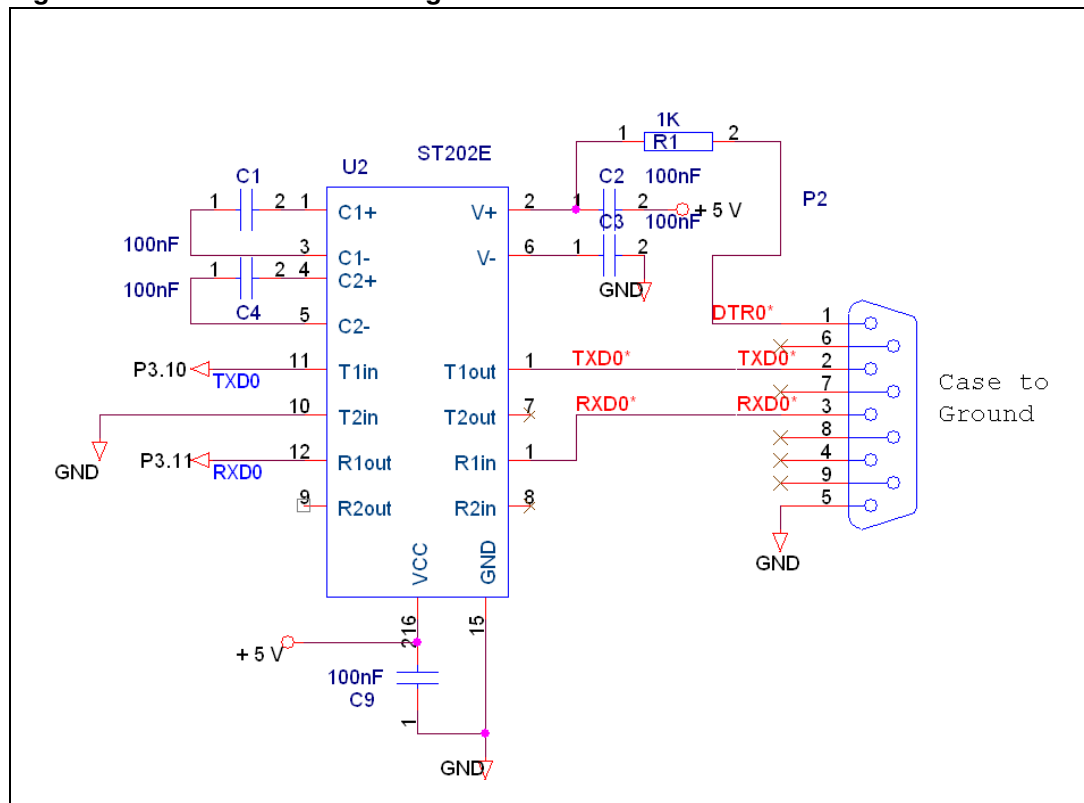 1K
1 2
R1
ST202E
U2
C1
1 2 1
C1+
100nF
3
C1-
1 2 4
C2+
100nF
C4
5
C2-
2
V+
1
C2
100nF
2
+ 5 V
C3
100nF
6
V-
1
2
GND
P2
P3.10
TXD0
11
T1in
T1out
1
TXD0*
TXD0*
10
T2in
T2out
7
GND
P3.11
RXD0
12
R1out
R1in
1
RXD0*
RXD0*
9
R2out
R2in
8
VCC
GND
16
2
15
+ 5 V
100nF
C9
1
GND
DTR0*
1
6
2
7
3
8
4
9
5
GND
Case to
Ground